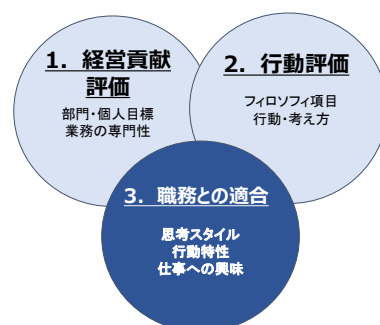 1. 経営貢献
評価
部門・個人目標
業務の専門性
2. 行動評価
フィロソフィ項目
行動・考え方
3. 職務との適合
思考スタイル
行動特性
仕事への興味